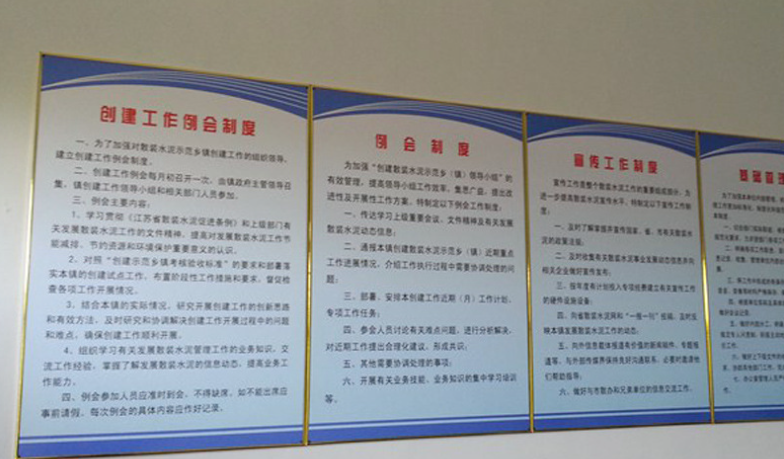 创建工作例会制度
一、为了加强对散装水泥示范乡镇创建工作的组织领导，
建立创建工作例会制度。
二、创建工作例会每月初召开一次，由镇政府主管领导召
集，镇创建工作领导小组和相关部门人员参加。
三、例会主要内容：
1、学习贯彻《江苏省散装水泥促进条例》和上级部门有
关发展散装水泥工作的文件精神，提高对发展散装水泥工作节
能减排、节约资源和环境保护重要意义的认识。
2、对照“创建示范乡镇考核验收标准”的要求和部署落
实本镇的创建试点工作，布置阶段性工作措施和要求，督促检
查各项工作开展情况。
3、结合本镇的实际情况，研究开展创建工作的创新思路
和有效方法，及时研究和协调解决创建工作开展过程中的问题
和难点，确保创建工作顺利开展。
4、组织学习有关发展散装水泥管理工作的业务知识，交
流工作经验，掌握了解发展散装水泥的信息动态，提高业务工
作能力。
四、例会参加人员应准时到会，不得缺席，如不能出席应
事前请假，每次例会的具体内容应作好记录。
例会制度
为加强“创建散装水泥示范乡（镇）领导小组”的
有效管理，提高领导小组工作效率，集思广益，提出改
进性及开展性工作方案，特制定以下例会工作制度：
一、传达学习上级重要会议、文件精神及有关发展
散装水泥动态信息；
二、通报本镇创建散装水泥示范乡（镇）近期重点
工作进展情况，介绍工作执行过程中需要协调处理的问
题；
三、部署、安排本创建工作近期（月）工作计划，
专项工作任务；
四、参会人员讨论有关难点问题，进行分析解决，
对近期工作提出合理化建议，形成共识；
五、其他需要协调处理的事项；
六、开展有关业务技能、业务知识的集中学习培训
等。
宣传工作制度
宣传工作是整个散装水泥工作的重要组成部分，为
进一步提高散装水泥宣传水平，特制定以下宣传工作制
度：
一、及时了解掌握并宣传国家、省、市有关散装水
泥的政策法规；
二、及时收集有关散装水泥事业发展动态信息并向
相关企业做好宣传发布；
三、按年度有计划投入专项经费建立有关宣传工作
的硬件设施设备；
四、向省散装水泥网和“一报一刊”投稿，及时反
映本镇发展散装水泥工作的动态；
五、向外信息媒体报道有价值的新闻稿件、专题报
道等，与外部传媒界保持良好沟通联系，必要时邀请他
们帮助指导；
六、做好与市散办和兄弟单位的信息交流工作。